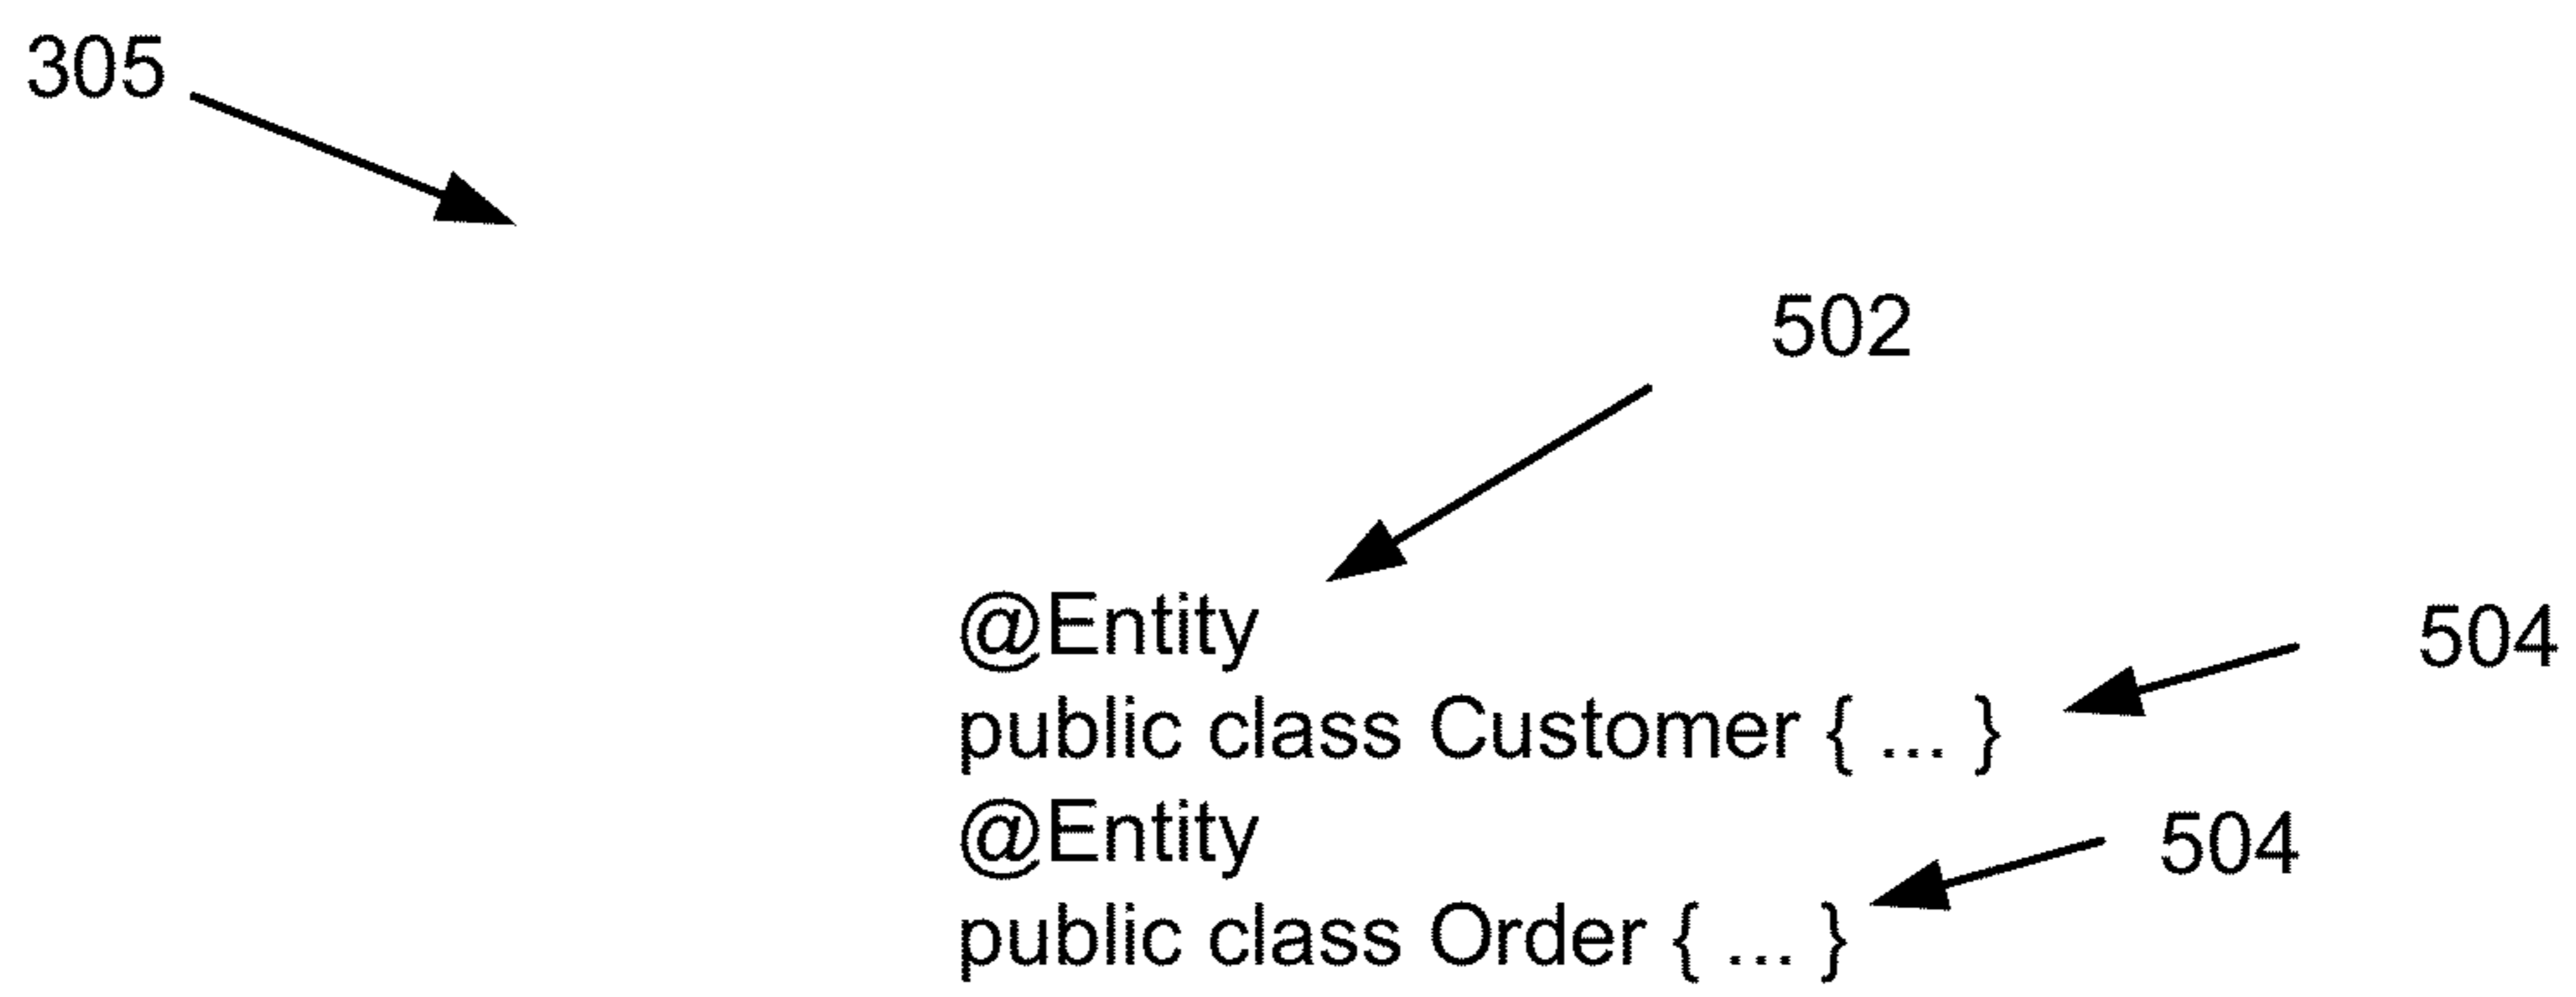 305
502
@Entity
504
public class Customer { ... }
@Entity
504
public class Order { ... }